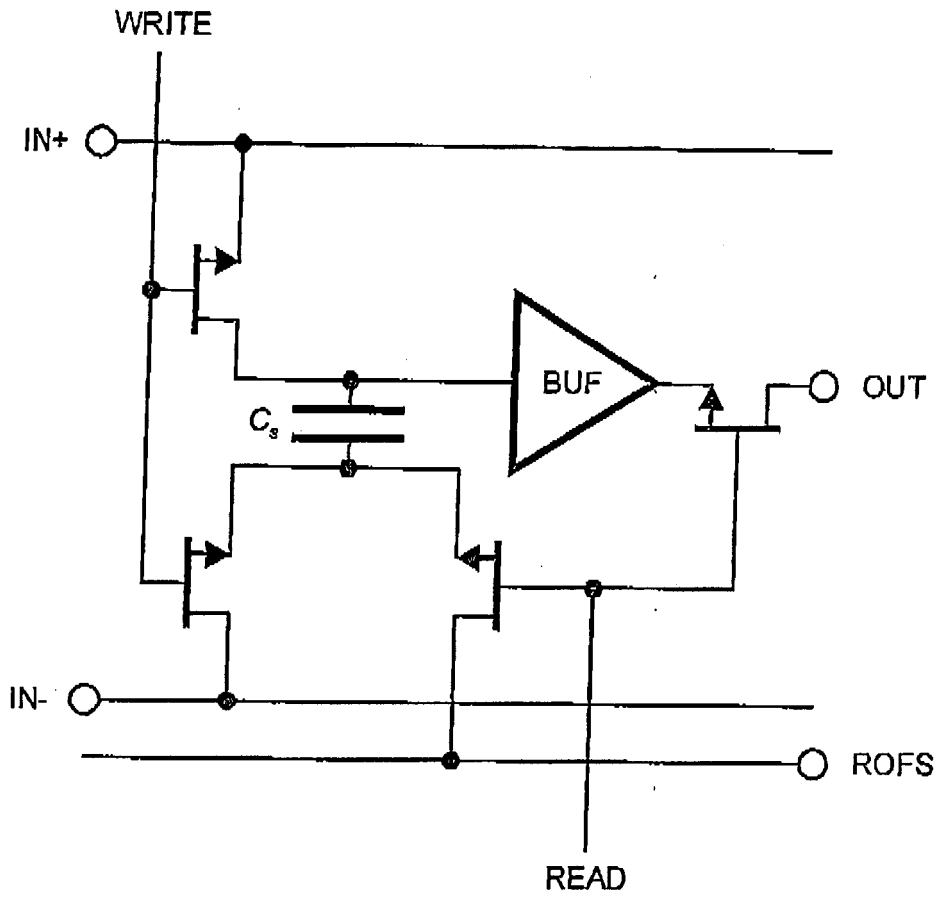 WRITE
IN+
BUF
OUT
Cs
IN-
ROFS
READ